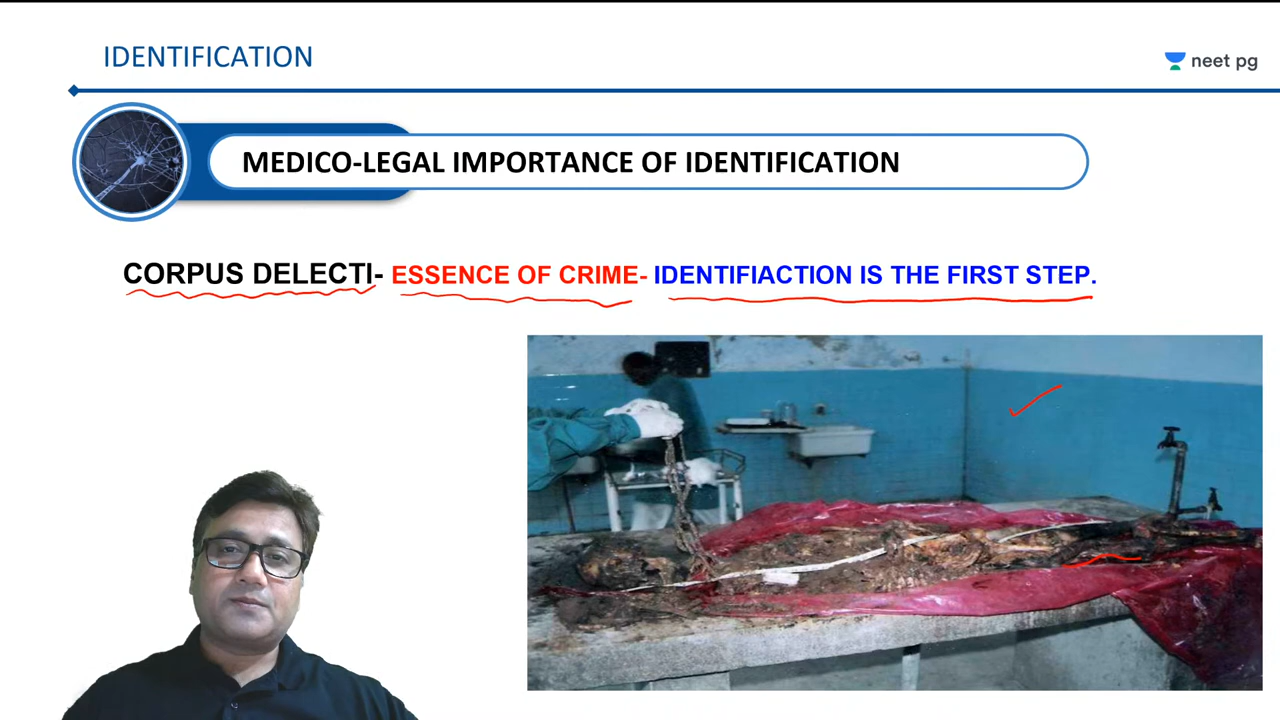 IDENTIFICATION
neet pg
MEDICO-LEGAL IMPORTANCE OF IDENTIFICATION
CORPUS DELECTI- ESSENCE OF CRIME- IDENTIFIACTION IS THE FIRST STEP.